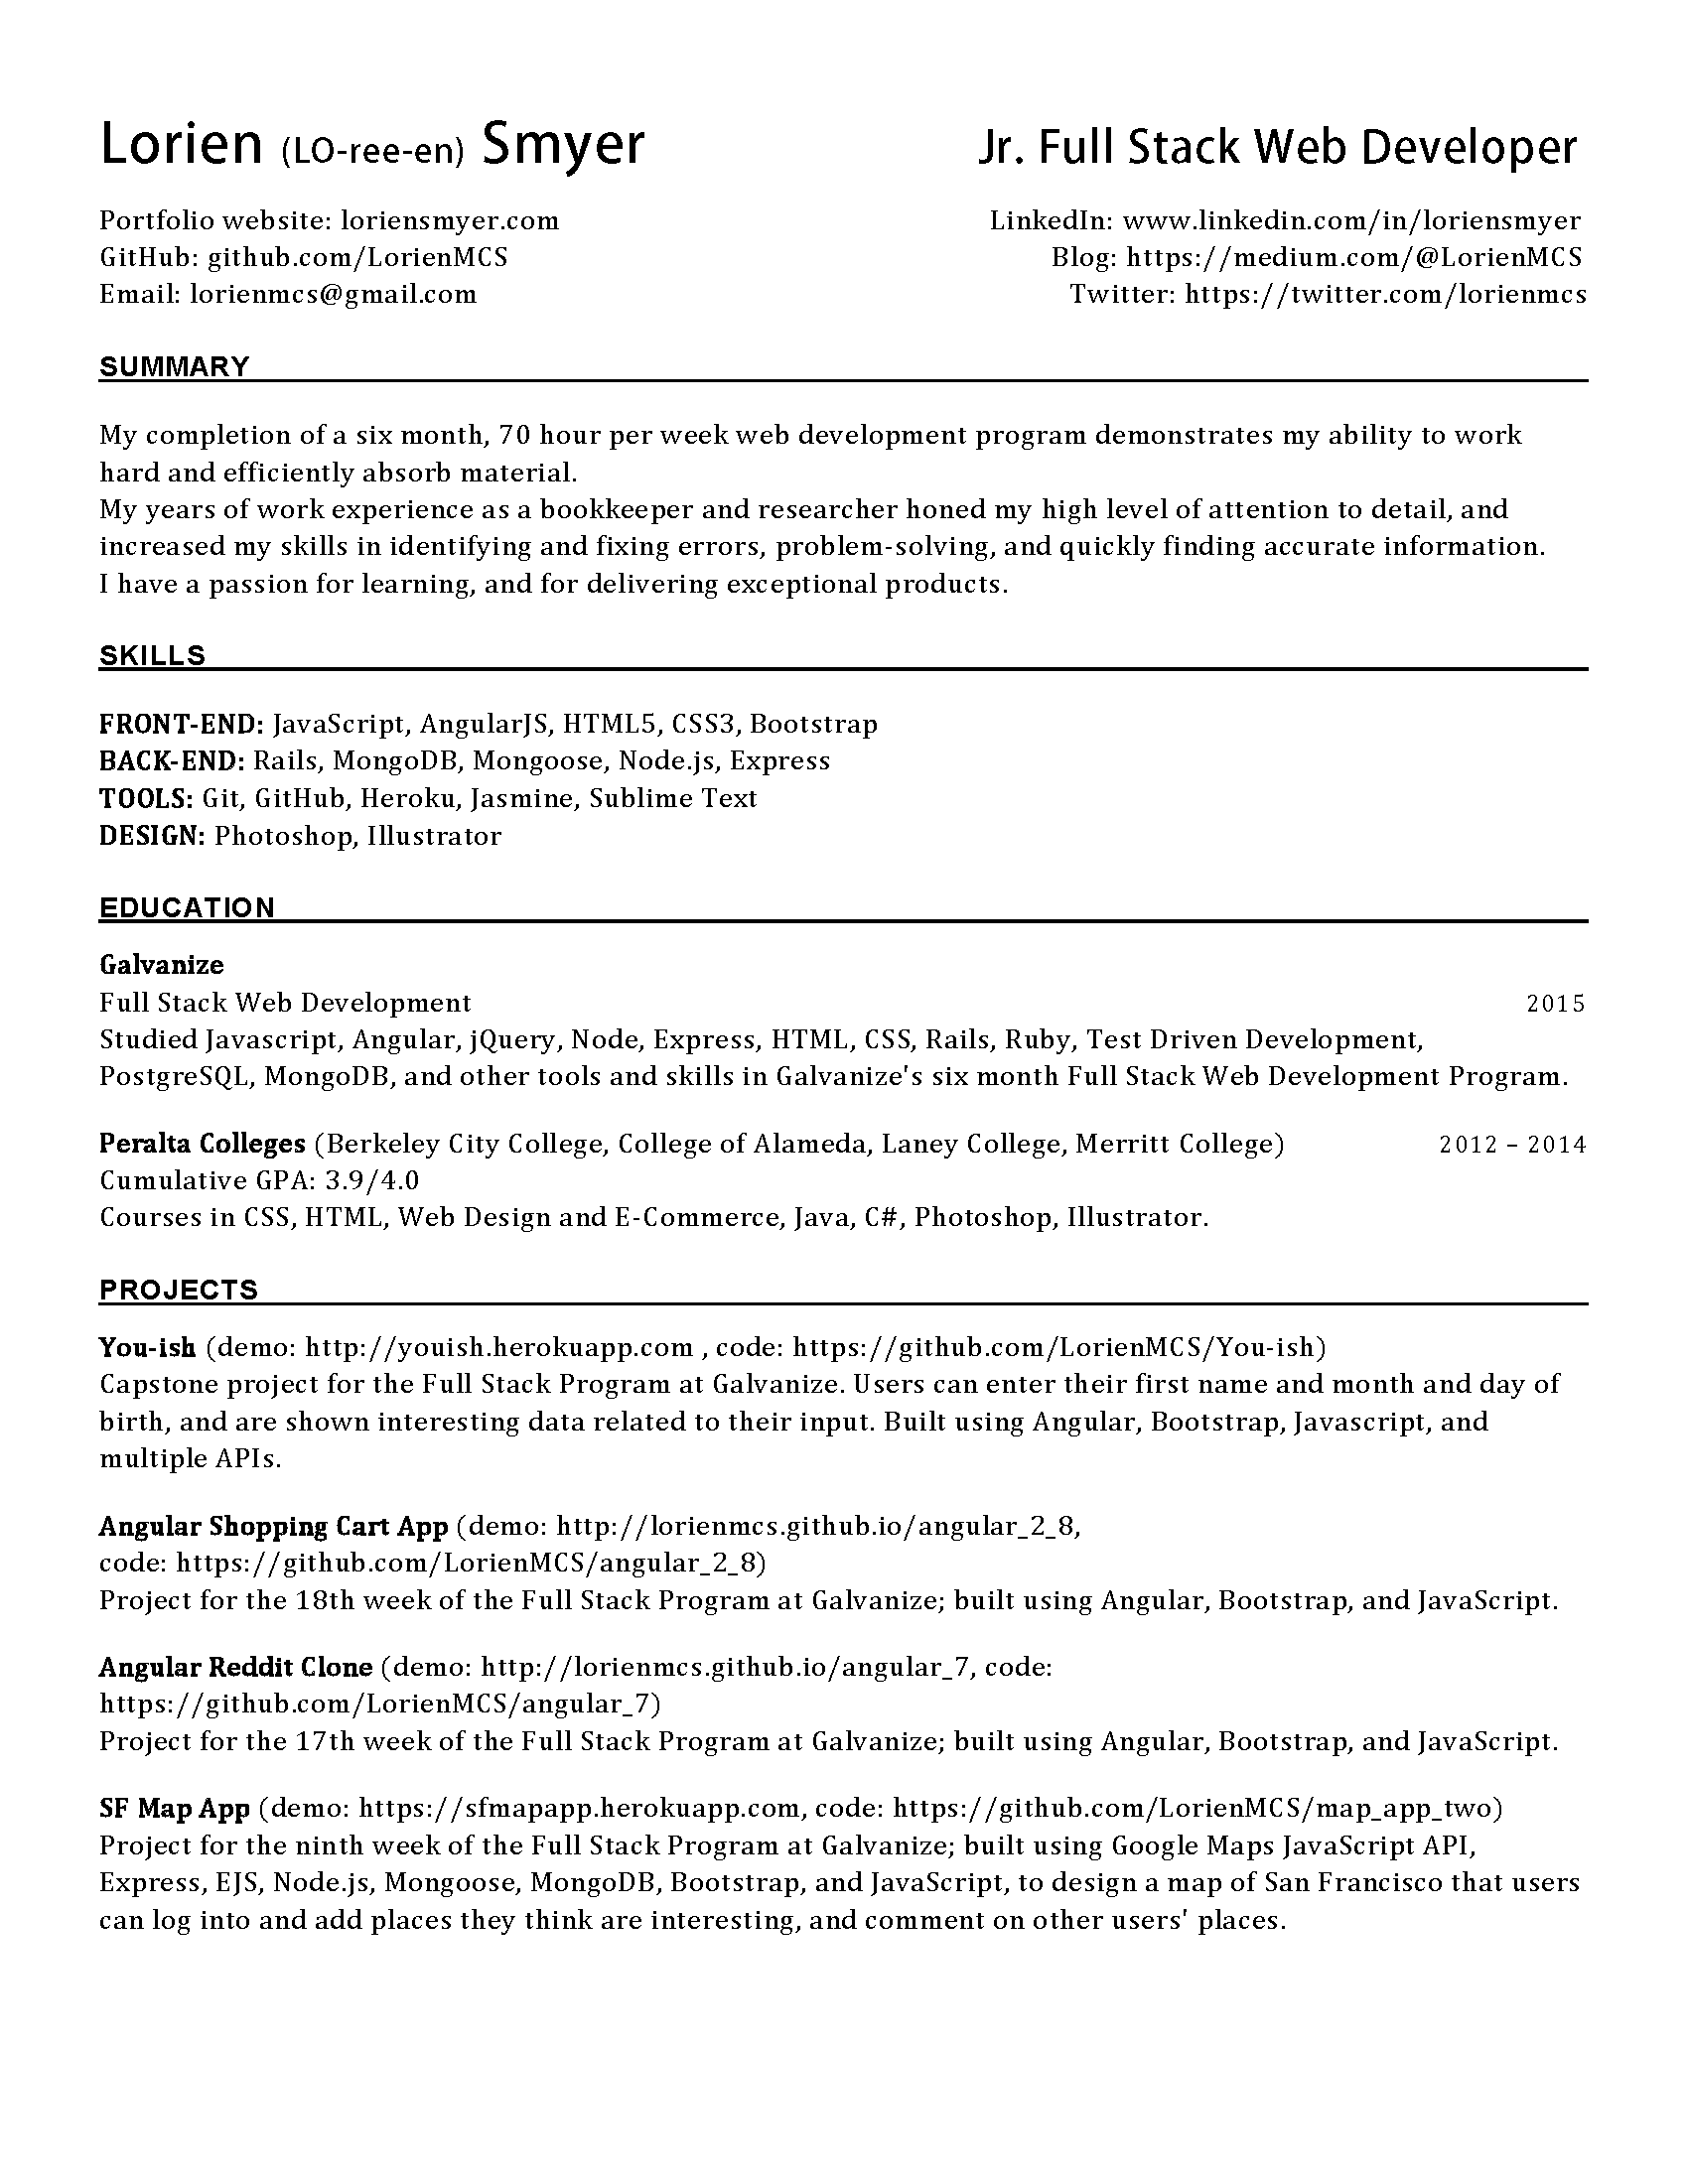 Lorien (LO-ree-en) Smyer Jr. Full Stack Web Developer
Portfolio website: loriensmyer.com LinkedIn: www.linkedin.com/in/loriensmyer
GitHub: github.com/LorienMCS Blog: https://medium.com/@LorienMCS
Email: lorienmcs@gmail.com Twitter: https://twitter.com/lorienmcs
SUMMARY
My completion of a six month, 70 hour per week web development program demonstrates my ability to work
hard and efficiently absorb material.
My years of work experience as a bookkeeper and researcher honed my high level of attention to detail, and
increased my skills in identifying and fixing errors, problem-solving, and quickly finding accurate information.
I have a passion for learning, and for delivering exceptional products.
SKILLS
FRONT-END: JavaScript, AngularJS, HTML5, CSS3, Bootstrap
BACK-END: Rails, MongoDB, Mongoose, Node.js, Express
TOOLS: Git, GitHub, Heroku, Jasmine, Sublime Text
DESIGN: Photoshop, Illustrator
EDUCATION
Galvanize
Full Stack Web Development 2015
Studied Javascript, Angular, jQuery, Node, Express, HTML, CSS, Rails, Ruby, Test Driven Development,
PostgreSQL, MongoDB, and other tools and skills in Galvanize's six month Full Stack Web Development Program.
Peralta Colleges (Berkeley City College, College of Alameda, Laney College, Merritt College) 2012 – 2014
Cumulative GPA: 3.9/4.0
Courses in CSS, HTML, Web Design and E-Commerce, Java, C#, Photoshop, Illustrator.
PROJECTS
You-ish (demo: http://youish.herokuapp.com , code: https://github.com/LorienMCS/You-ish)
Capstone project for the Full Stack Program at Galvanize. Users can enter their first name and month and day of
birth, and are shown interesting data related to their input. Built using Angular, Bootstrap, Javascript, and
multiple APIs.
Angular Shopping Cart App (demo: http://lorienmcs.github.io/angular_2_8,
code: https://github.com/LorienMCS/angular_2_8)
Project for the 18th week of the Full Stack Program at Galvanize; built using Angular, Bootstrap, and JavaScript.
Angular Reddit Clone (demo: http://lorienmcs.github.io/angular_7, code:
https://github.com/LorienMCS/angular_7)
Project for the 17th week of the Full Stack Program at Galvanize; built using Angular, Bootstrap, and JavaScript.
SF Map App (demo: https://sfmapapp.herokuapp.com, code: https://github.com/LorienMCS/map_app_two)
Project for the ninth week of the Full Stack Program at Galvanize; built using Google Maps JavaScript API,
Express, EJS, Node.js, Mongoose, MongoDB, Bootstrap, and JavaScript, to design a map of San Francisco that users
can log into and add places they think are interesting, and comment on other users' places.